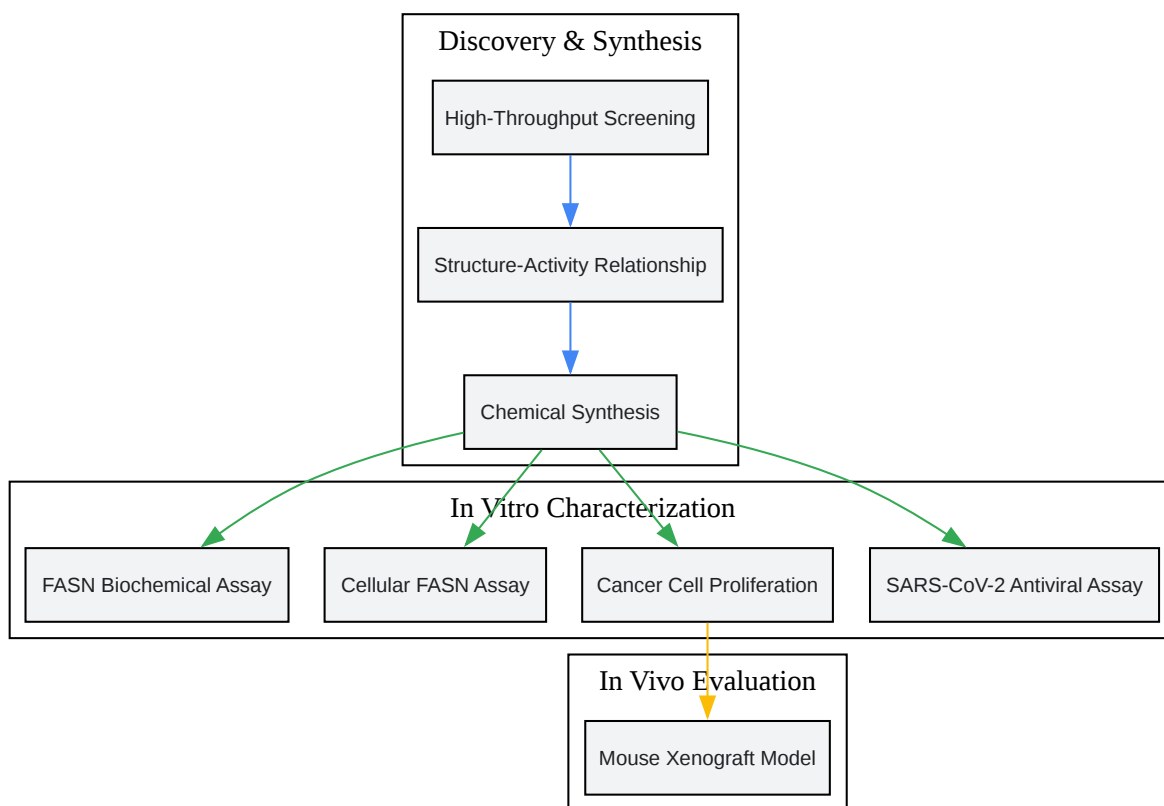 Discovery & Synthesis
High-Throughput Screening
Structure-Activity Relationship
Chemical Synthesis
In Vitro Characterization
FASN Biochemical Assay
Cellular FASN Assay
Cancer Cell Proliferation
SARS-CoV-2 Antiviral Assay
In Vivo Evaluation
Mouse Xenograft Model